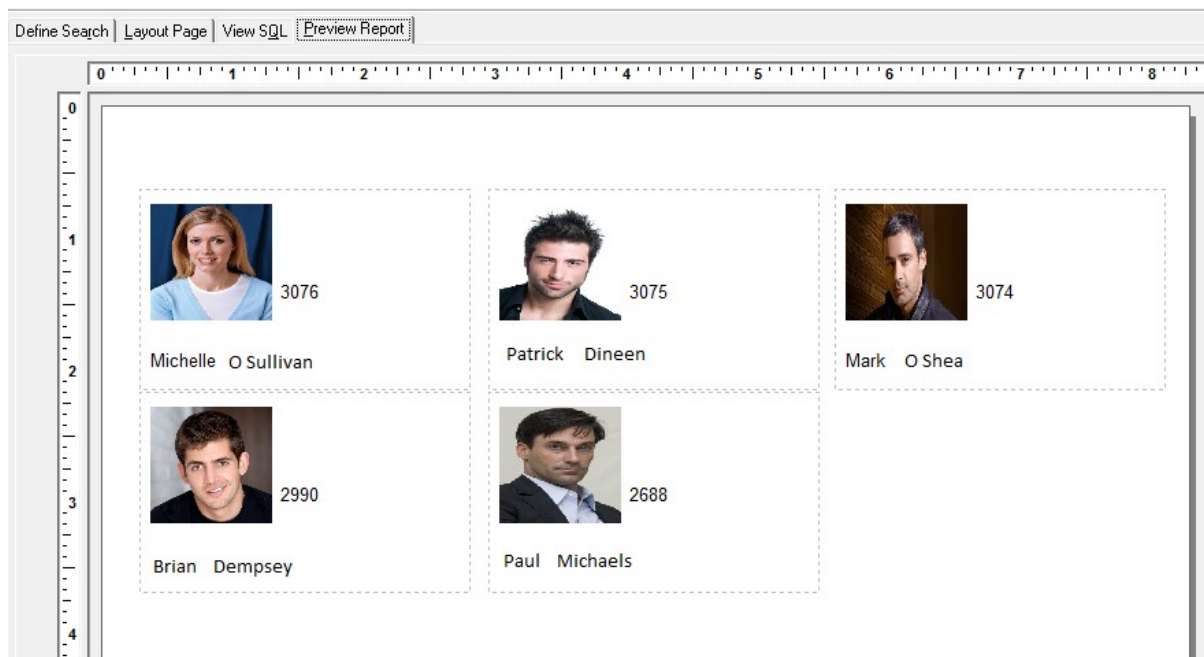 Define Search Layout Page View SQL Preview Report
0 1 2 3 4 5 6 7 8
0
1
3076 3075 3074
Michelle O Sullivan Patrick Dineen Mark O Shea
2
2990 2688
3
Brian Dempsey Paul Michaels
4